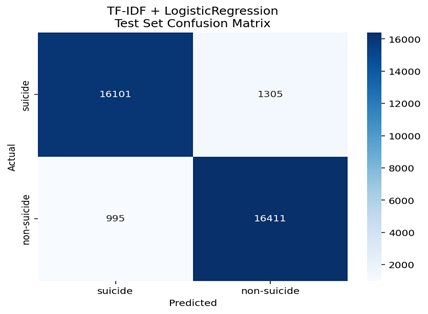 TF-IDF + LogisticRegression
Test Set Confusion Matrix
suicide
16101
1305
Actual
non-suicide
995
16411
suicide
non-suicide
Predicted
16000
14000
12000
10000
8000
6000
4000
2000